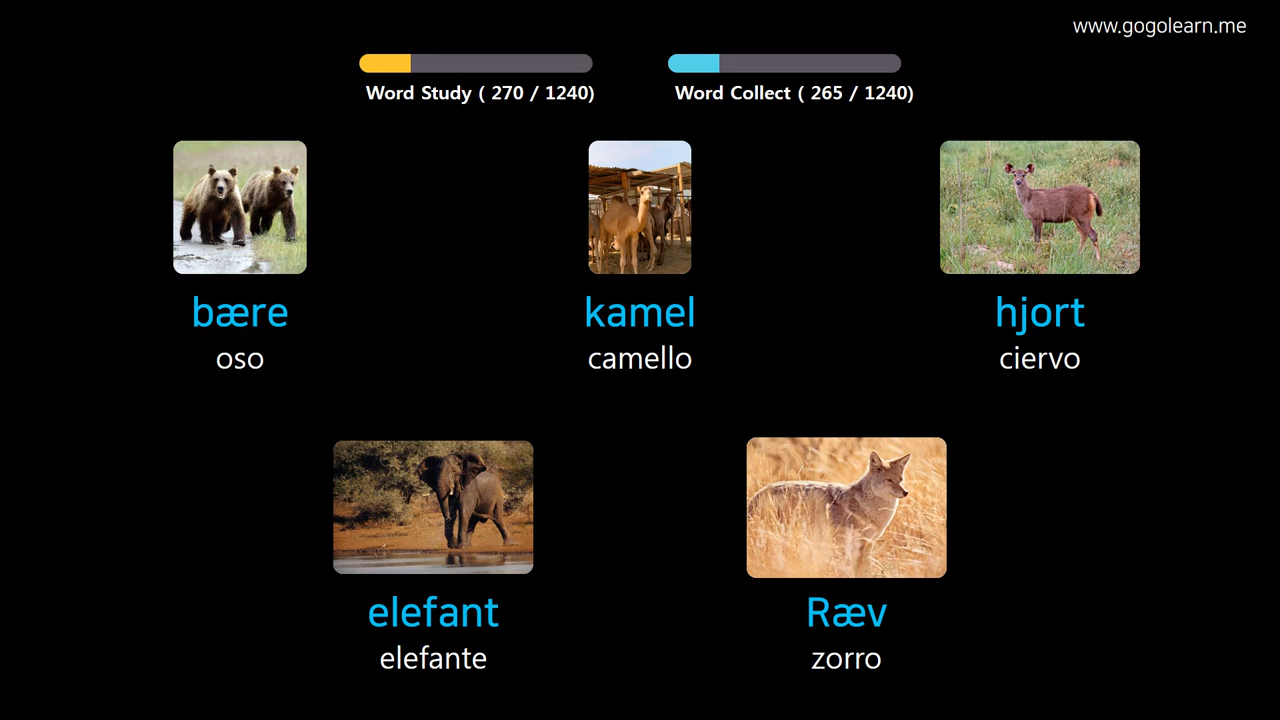 www.gogolearn.me
Word Study ( 270 / 1240)
Word Collect ( 265 / 1240)
bære
oso
kamel
camello
hjort
ciervo
elefant
elefante
Ræv
zorro